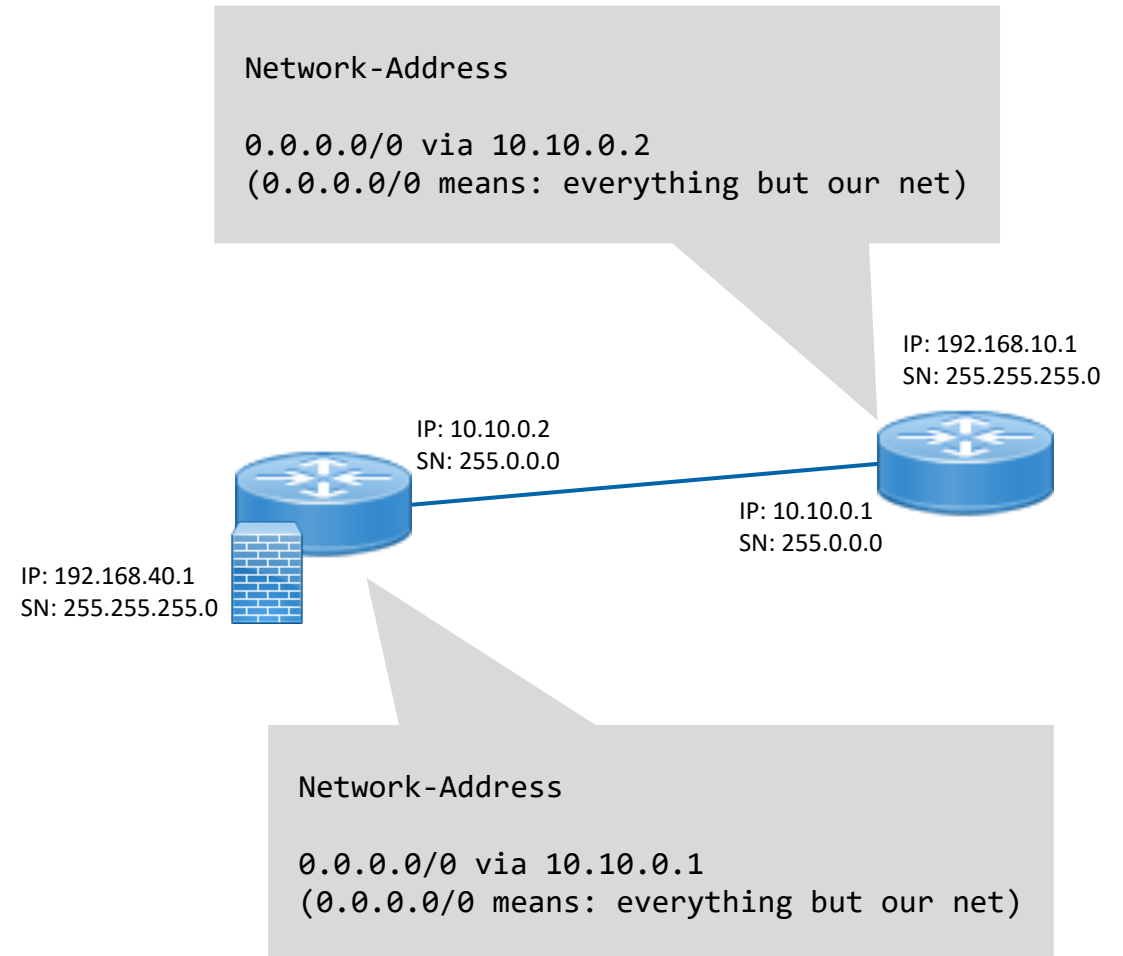 Network-Address
0.0.0.0/0 via 10.10.0.2
(0.0.0.0/0 means: everything but our net)
IP: 192.168.10.1
SN: 255.255.255.0
IP: 10.10.0.2
SN: 255.0.0.0
IP: 10.10.0.1
SN: 255.0.0.0
IP: 192.168.40.1
SN: 255.255.255.0
Network-Address
0.0.0.0/0 via 10.10.0.1
(0.0.0.0/0 means: everything but our net)